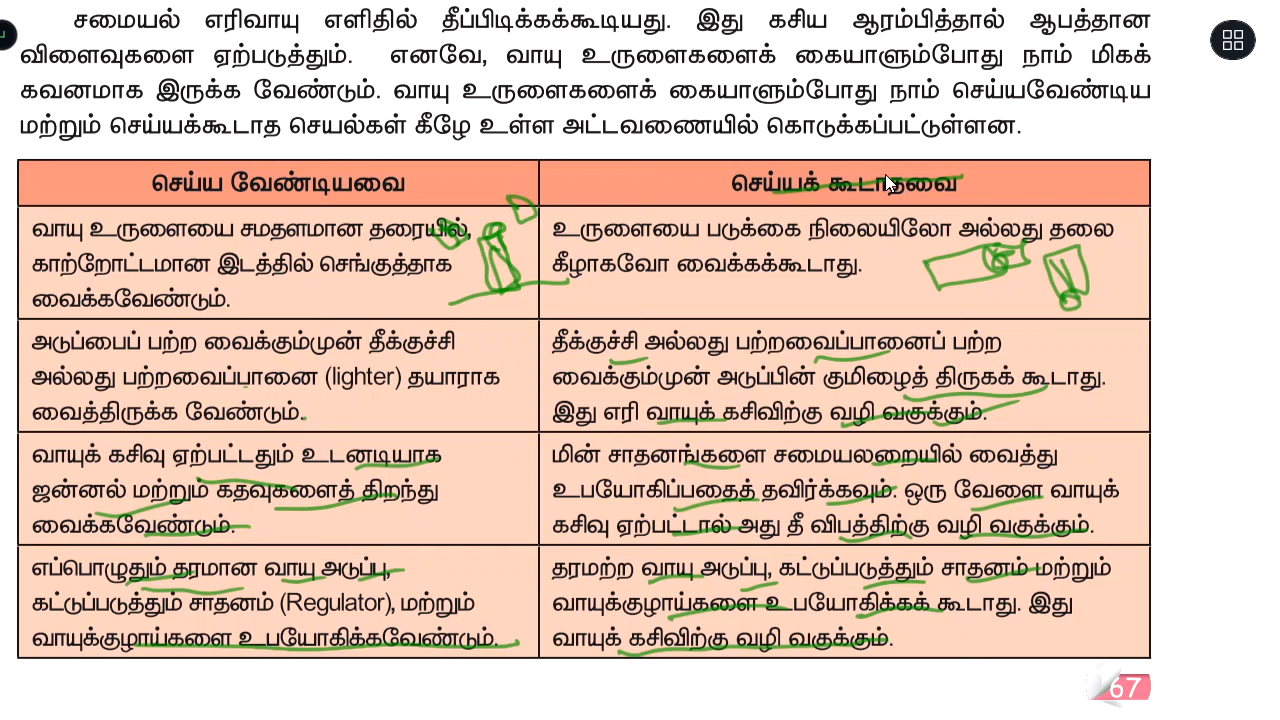 சமையல் எரிவாயு எளிதில் தீப்பிடிக்கக்கூடியது. இது கசிய ஆரம்பித்தால் ஆபத்தான
விளைவுகளை ஏற்படுத்தும். எனவே, வாயு உருளைகளைக் கையாளும்போது நாம் மிகக்
கவனமாக இருக்க வேண்டும். வாயு உருளைகளைக் கையாளும்போது நாம் செய்யவேண்டிய
மற்றும் செய்யக்கூடாத செயல்கள் கீழே உள்ள அட்டவணையில் கொடுக்கப்பட்டுள்ளன.
செய்ய வேண்டியவை
செய்யக் கூடாதவை
வாயு உருளையை சமதளமான தரையில்,
காற்றோட்டமான இடத்தில் செங்குத்தாக
வைக்கவேண்டும்.
உருளையை படுக்கை நிலையிலோ அல்லது தலை
கீழாகவோ வைக்கக்கூடாது.
அடுப்பைப் பற்ற வைக்கும்முன் தீக்குச்சி
அல்லது பற்றவைப்பானை (lighter) தயாராக
வைத்திருக்க வேண்டும்.
தீக்குச்சி அல்லது பற்றவைப்பானைப் பற்ற
வைக்கும்முன் அடுப்பின் குமிழைத் திருகக் கூடாது.
இது எரி வாயுக் கசிவிற்கு வழி வகுக்கும்.
வாயுக் கசிவு ஏற்பட்டதும் உடனடியாக
ஜன்னல் மற்றும் கதவுகளைத் திறந்து
வைக்கவேண்டும்.
மின் சாதனங்களை சமையலறையில் வைத்து
உபயோகிப்பதைத் தவிர்க்கவும். ஒரு வேளை வாயுக்
கசிவு ஏற்பட்டால் அது தீ விபத்திற்கு வழி வகுக்கும்.
எப்பொழுதும் தரமான வாயு அடுப்பு,
கட்டுப்படுத்தும் சாதனம் (Regulator), மற்றும்
வாயுக்குழாய்களை உபயோகிக்கவேண்டும்.
தரமற்ற வாயு அடுப்பு, கட்டுப்படுத்தும் சாதனம் மற்றும்
வாயுக்குழாய்களை உபயோகிக்கக் கூடாது. இது
வாயுக் கசிவிற்கு வழி வகுக்கும்.
67